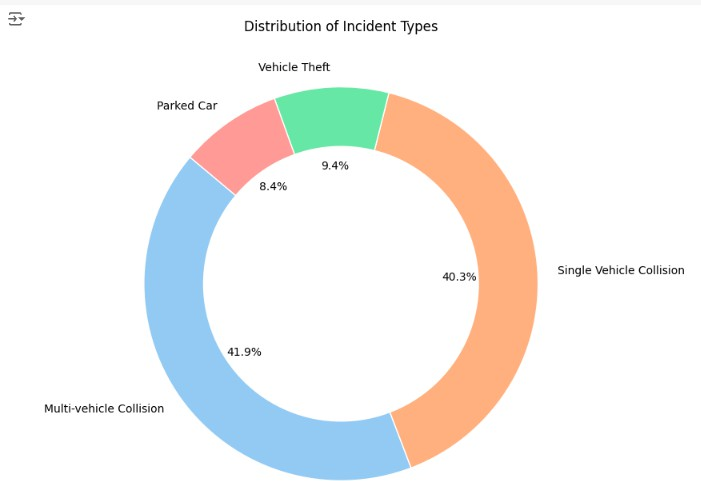 Distribution of Incident Types
Vehicle Theft
Parked Car
9.4%
8.4%
Single Vehicle Collision
40.3%
41.9%
Multi-vehicle Collision